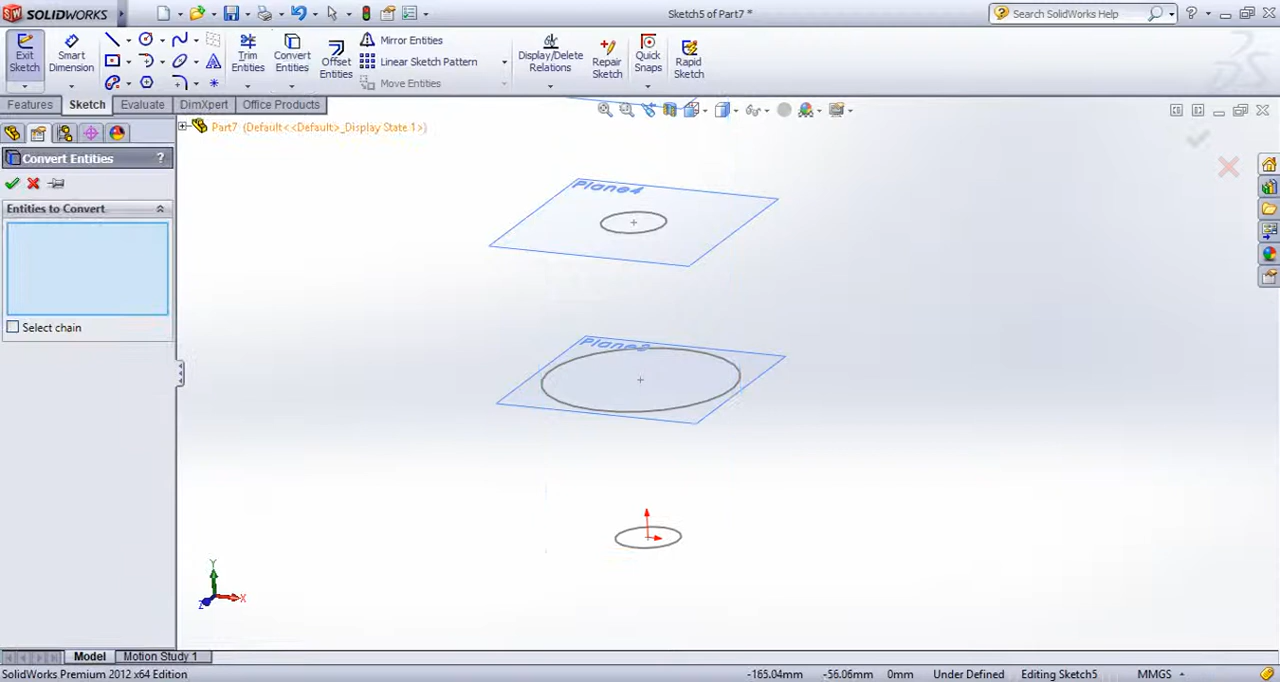 SOLIDWORKS
Sketch5 of Part7 *
Search SolidWorks Help
Exit Sketch
Smart Dimension
Trim Entities
Convert Entities
Offset Entities
Mirror Entities
Linear Sketch Pattern
Move Entities
Display/Delete Relations
Repair Sketch
Quick Snaps
Rapid Sketch
Features
Sketch
Evaluate
DimXpert
Office Products
Part7 (Default<<Default>_Display State 1>)
Convert Entities
?
Entities to Convert
Select chain
Plane4
Y
X
Z
Model
Motion Study 1
SolidWorks Premium 2012 x64 Edition
-165.04mm
-56.06mm
0mm
Under Defined
Editing Sketch5
MMGS